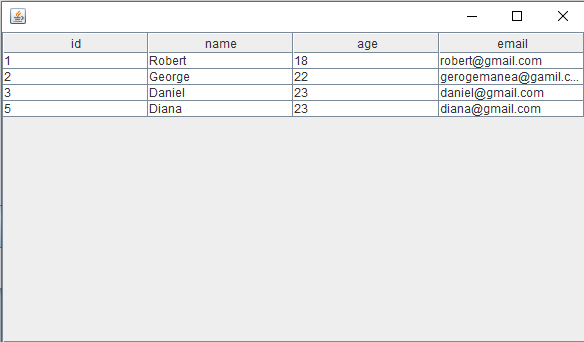 id name age email
1 Robert 18 robert@gmail.com
2 George 22 gerogemanea@gamil.c...
3 Daniel 23 daniel@gmail.com
5 Diana 23 diana@gmail.com